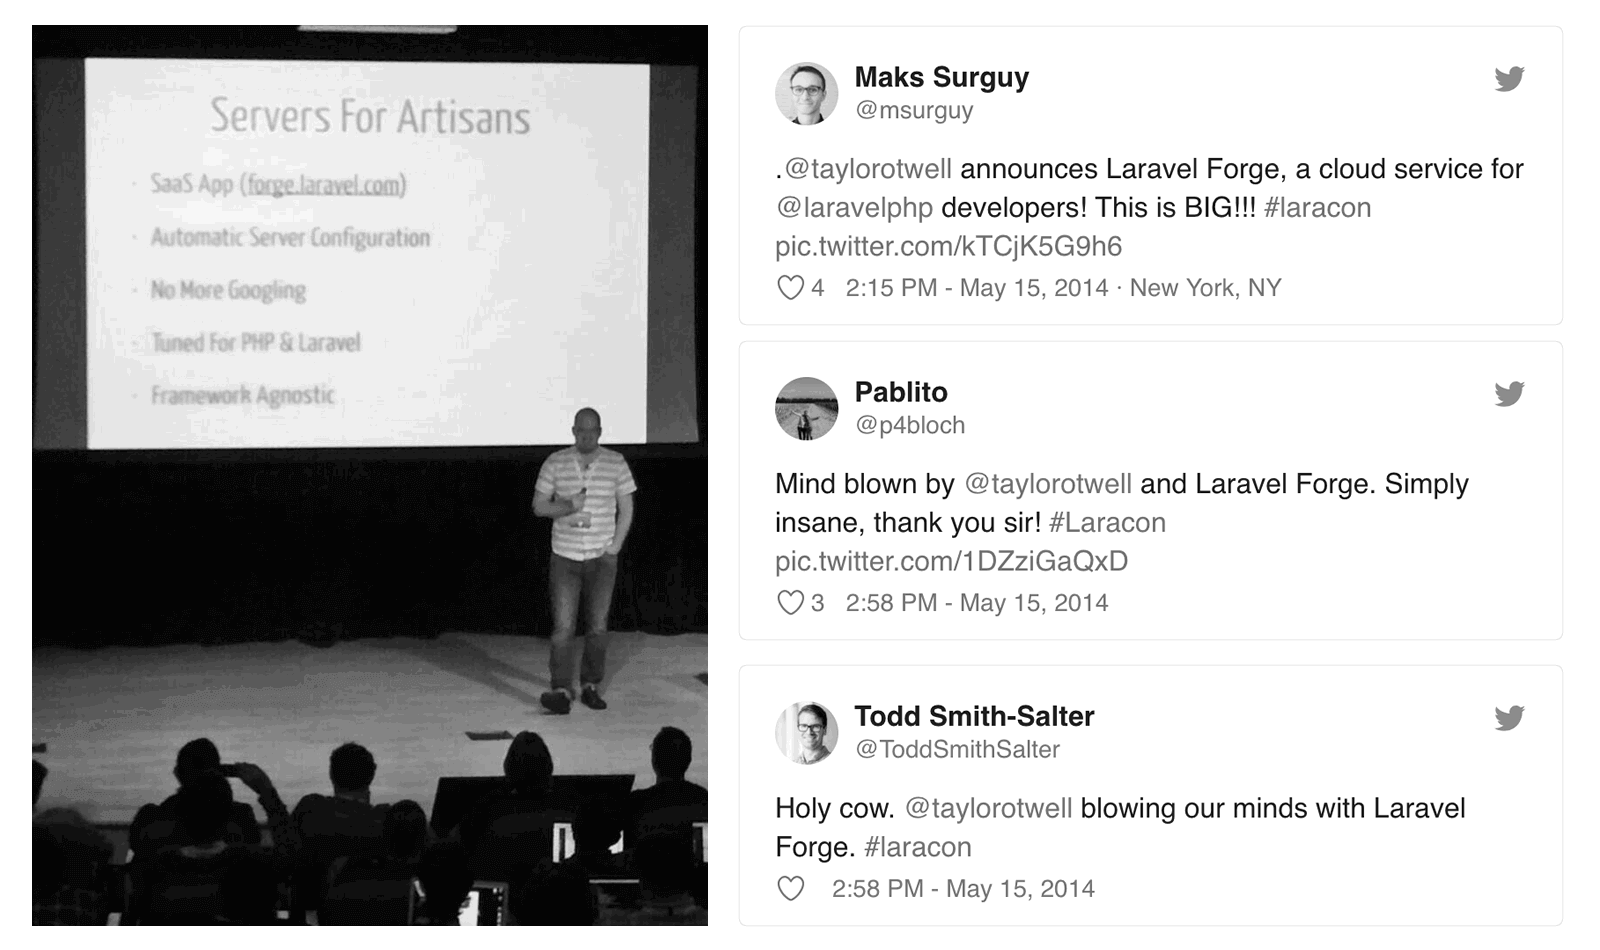 Servers For Artisans
· SaaS App (forge.laravel.com)
· Automatic Server Configuration
· No More Googling
· Tuned For PHP & Laravel
· Framework Agnostic
Maks Surguy
@msurguy
.@taylorotwell announces Laravel Forge, a cloud service for
@laravelphp developers! This is BIG!!! #laracon
pic.twitter.com/kTCjK5G9h6
4 2:15 PM - May 15, 2014 · New York, NY
Pablito
@p4bloch
Mind blown by @taylorotwell and Laravel Forge. Simply
insane, thank you sir! #Laracon
pic.twitter.com/1DZziGaQxD
3 2:58 PM - May 15, 2014
Todd Smith-Salter
@ToddSmithSalter
Holy cow. @taylorotwell blowing our minds with Laravel
Forge. #laracon
2:58 PM - May 15, 2014